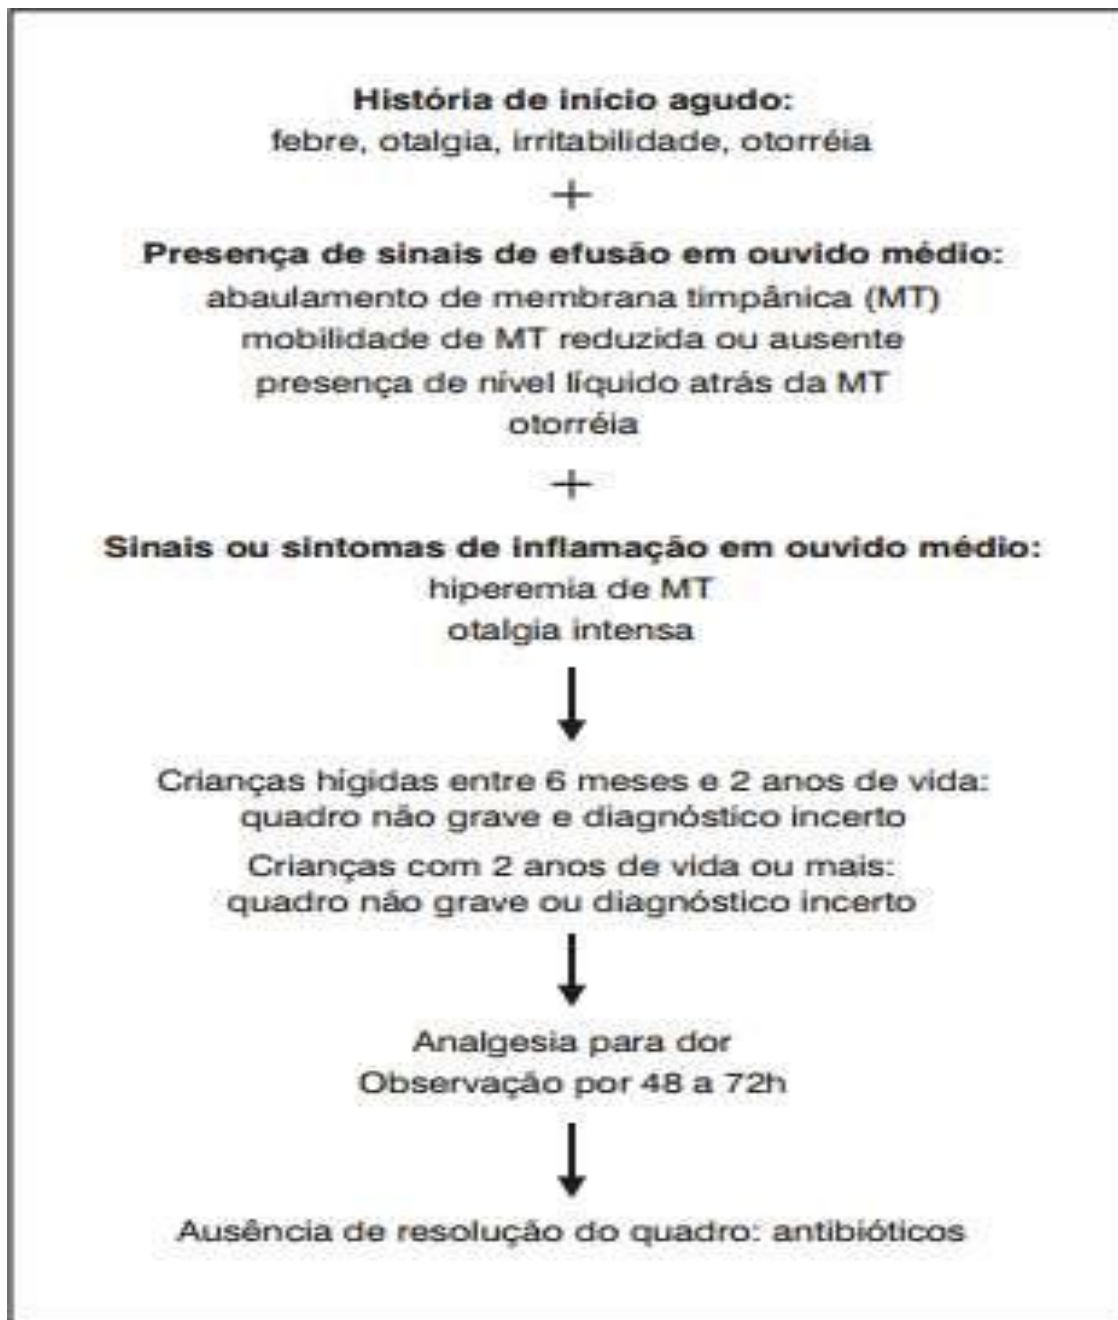 História de início agudo:
febre, otalgia, irritabilidade, otorréia
+
Presença de sinais de efusão em ouvido médio:
abaulamento de membrana timpânica (MT)
mobilidade de MT reduzida ou ausente
presença de nível líquido atrás da MT
otorréia
+
Sinais ou sintomas de inflamação em ouvido médio:
hiperemia de MT
otalgia intensa
Crianças hígidas entre 6 meses e 2 anos de vida:
quadro não grave e diagnóstico incerto
Crianças com 2 anos de vida ou mais:
quadro não grave ou diagnóstico incerto
Analgesia para dor
Observação por 48 a 72h
Ausência de resolução do quadro: antibióticos